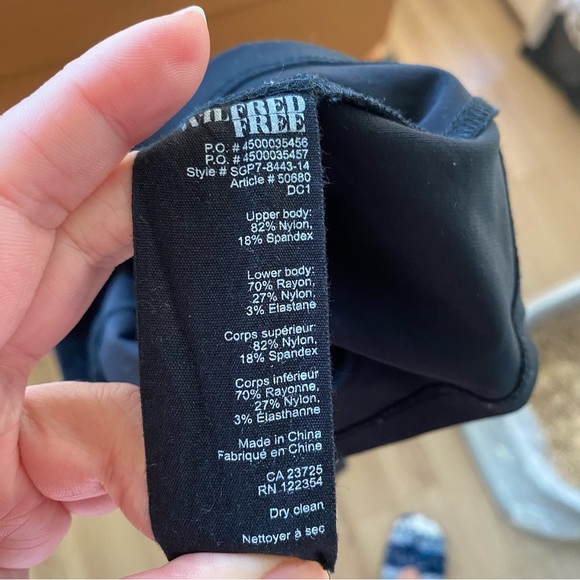 WILFRED
FREE
P.O. # 4500035456
P.O. # 4500035457
Style # SGP7-8443-14
Article # 50680
DC1
Upper body:
82% Nylon,
18% Spandex
Lower body:
70% Rayon,
27% Nylon,
3% Elastane
Corps supérieur:
82% Nylon,
18% Spandex
Corps inférieur
70% Rayonne,
27% Nylon,
3% Élasthanne
Made in China
Fabriqué en Chine
CA 23725
RN 122354
Dry clean
Nettoyer à sec